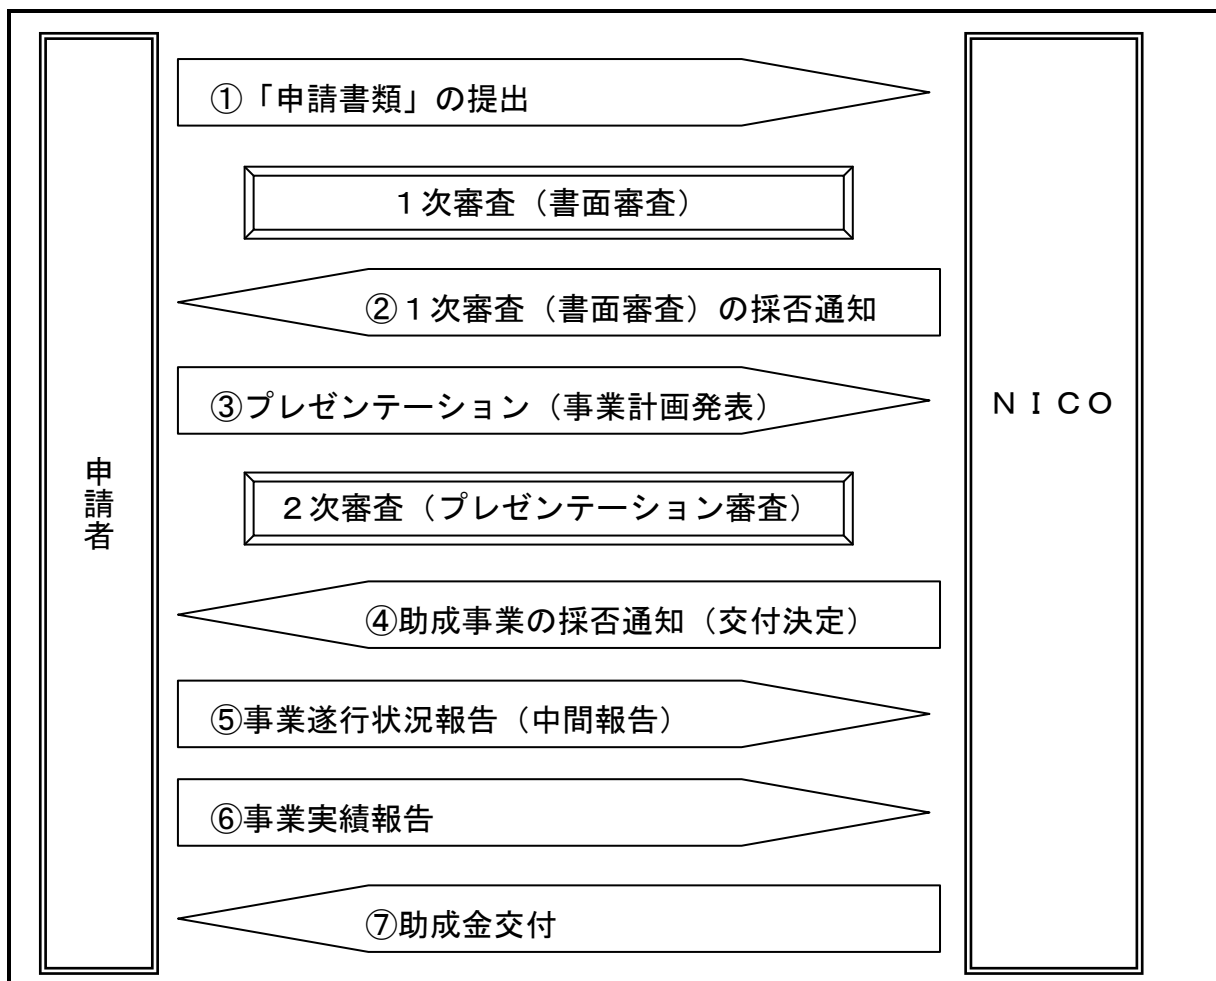 ①「申請書類」の提出
１次審査（書面審査）
②１次審査（書面審査）の採否通知
③プレゼンテーション（事業計画発表）
ＮＩＣＯ
申請者
２次審査（プレゼンテーション審査）
④助成事業の採否通知（交付決定）
⑤事業遂行状況報告（中間報告）
⑥事業実績報告
⑦助成金交付